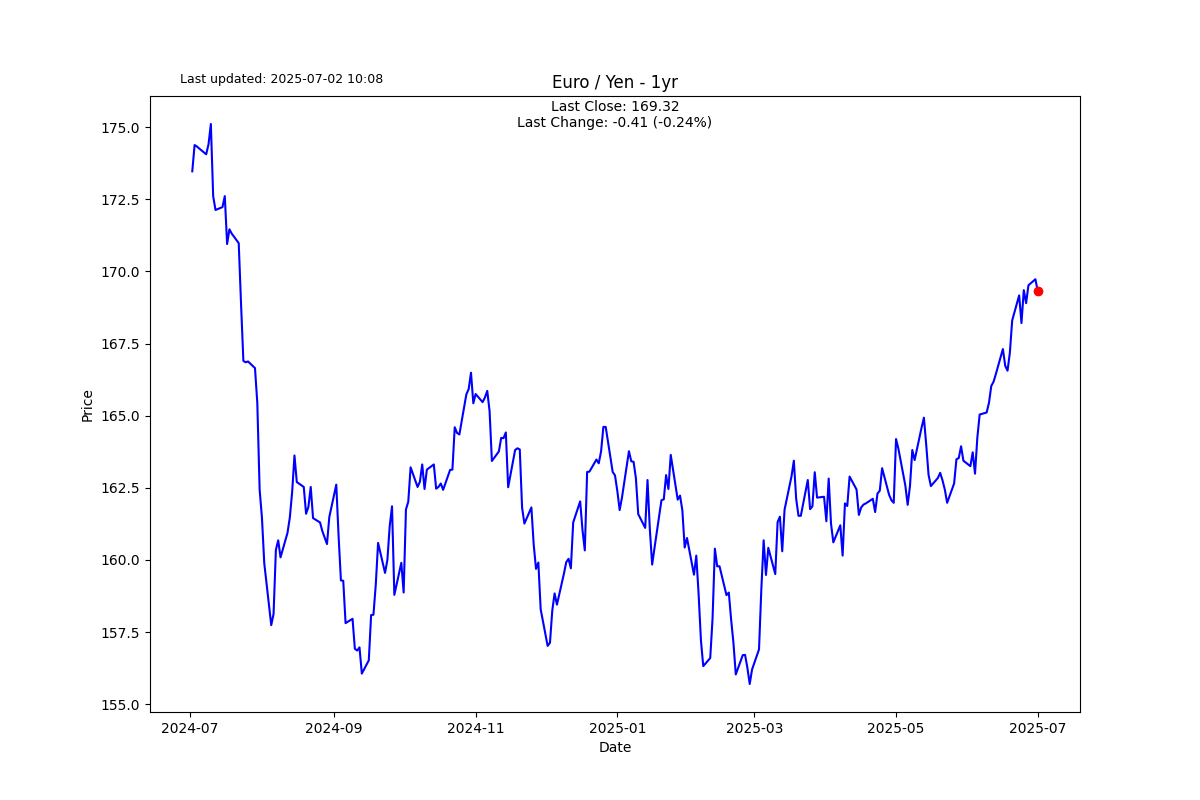 Last updated: 2025-07-02 10:08
Euro / Yen - 1yr
Last Close: 169.32
Last Change: -0.41 (-0.24%)
175.0
172.5
170.0
167.5
165.0
162.5
160.0
157.5
155.0
Price
2024-07
2024-09
2024-11
2025-01
2025-03
2025-05
2025-07
Date